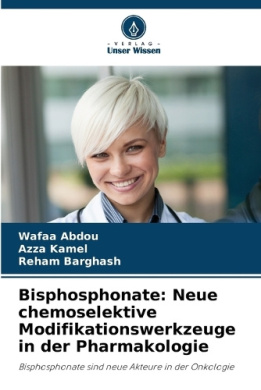 VERLAG
Unser Wissen
Wafaa Abdou
Azza Kamel
Reham Barghash
Bisphosphonate: Neue
chemoselektive
Modifikationswerkzeuge
in der Pharmakologie
Bisphosphonate sind neue Akteure in der Onkologie